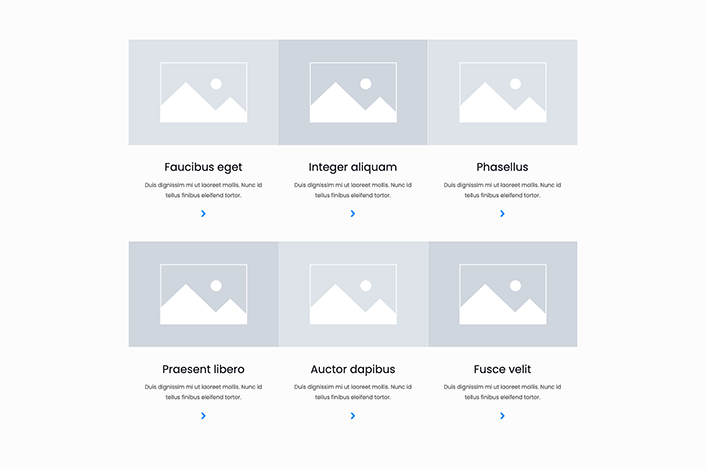 Faucibus eget
Duis dignissim mi ut laoreet mollis. Nunc id
tellus finibus eleifend tortor.
Integer aliquam
Duis dignissim mi ut laoreet mollis. Nunc id
tellus finibus eleifend tortor.
Phasellus
Duis dignissim mi ut laoreet mollis. Nunc id
tellus finibus eleifend tortor.
Praesent libero
Duis dignissim mi ut laoreet mollis. Nunc id
tellus finibus eleifend tortor.
Auctor dapibus
Duis dignissim mi ut laoreet mollis. Nunc id
tellus finibus eleifend tortor.
Fusce velit
Duis dignissim mi ut laoreet mollis. Nunc id
tellus finibus eleifend tortor.